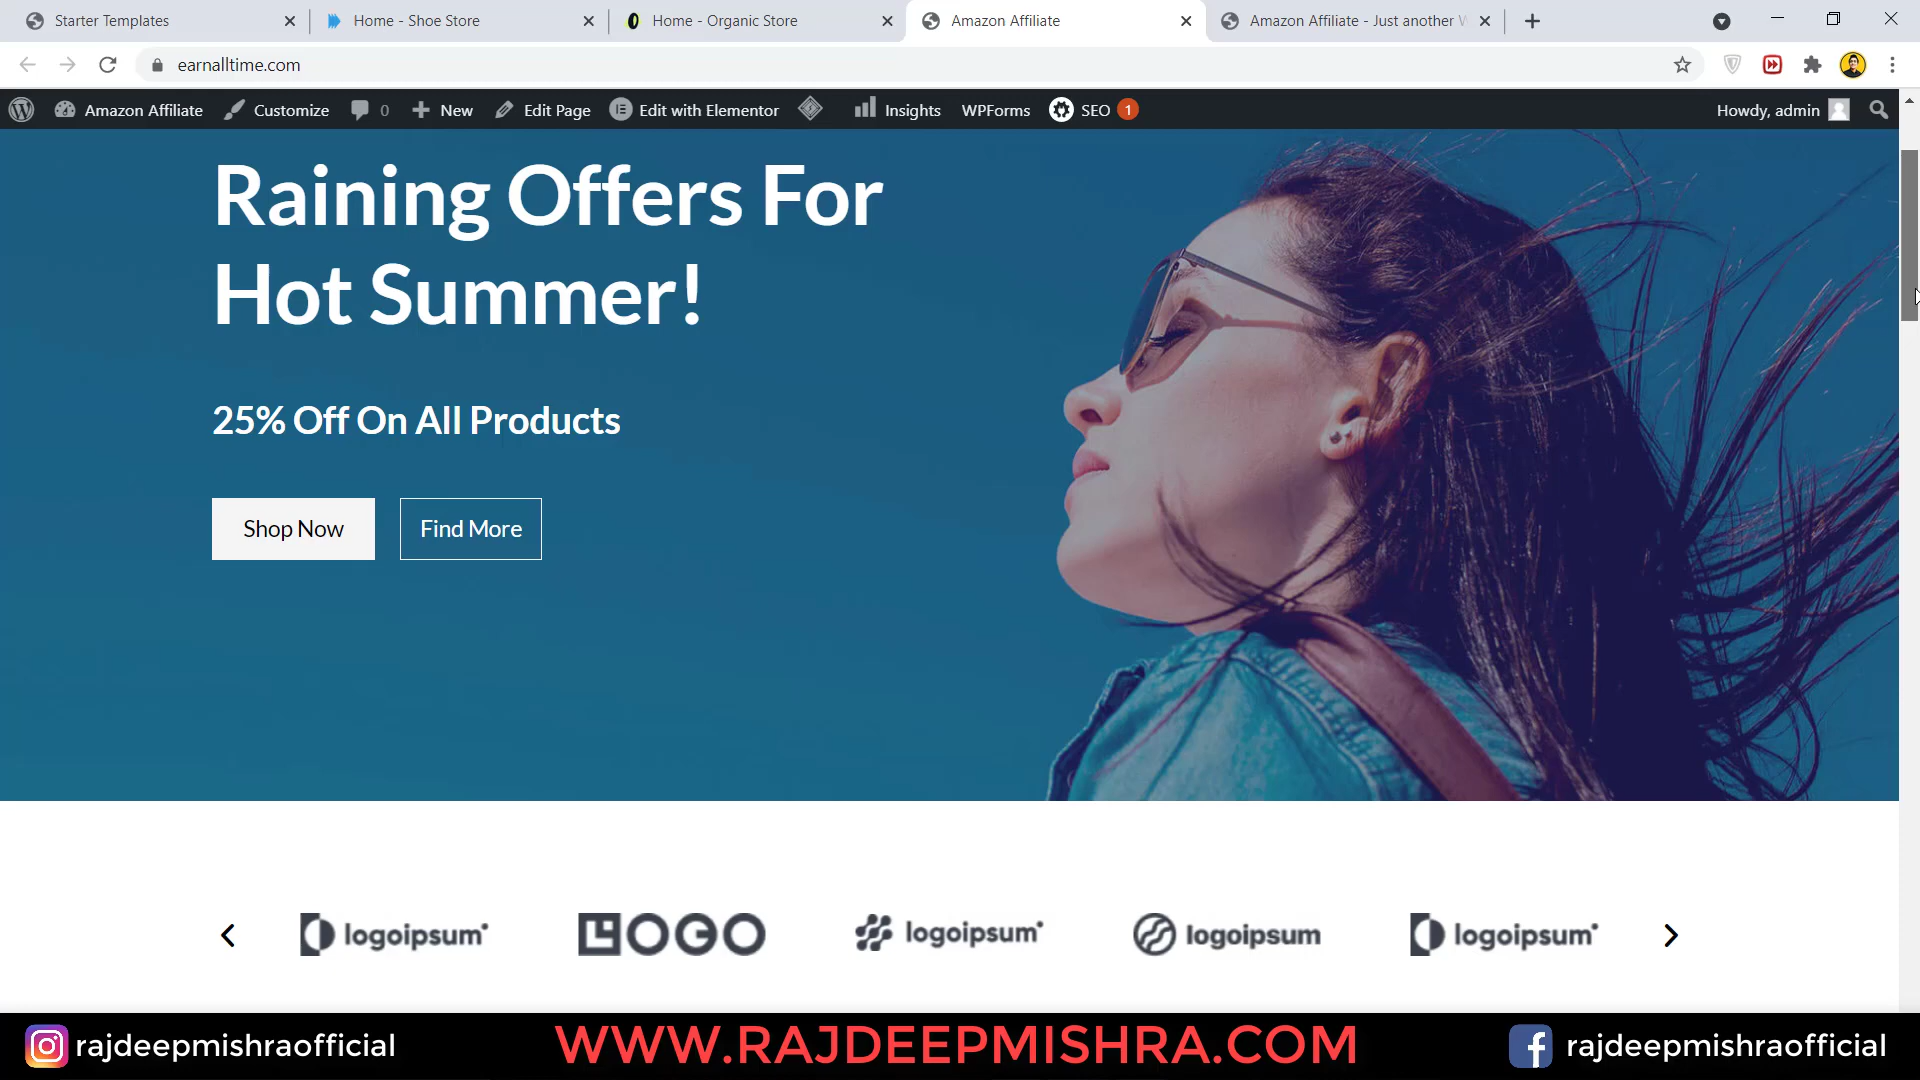 Starter Templates
Home - Shoe Store
Home - Organic Store
Amazon Affiliate
Amazon Affiliate - Just another
earnalltime.com
Amazon Affiliate
Customize
0
New
Edit Page
Edit with Elementor
Insights
WPForms
SEO
1
Howdy, admin
Raining Offers For
Hot Summer!
25% Off On All Products
Shop Now
Find More
logoipsum
LOGO
logoipsum
logoipsum
logoipsum
rajdeepmishraofficial
WWW.RAJDEEPMISHRA.COM
rajdeepmishraofficial